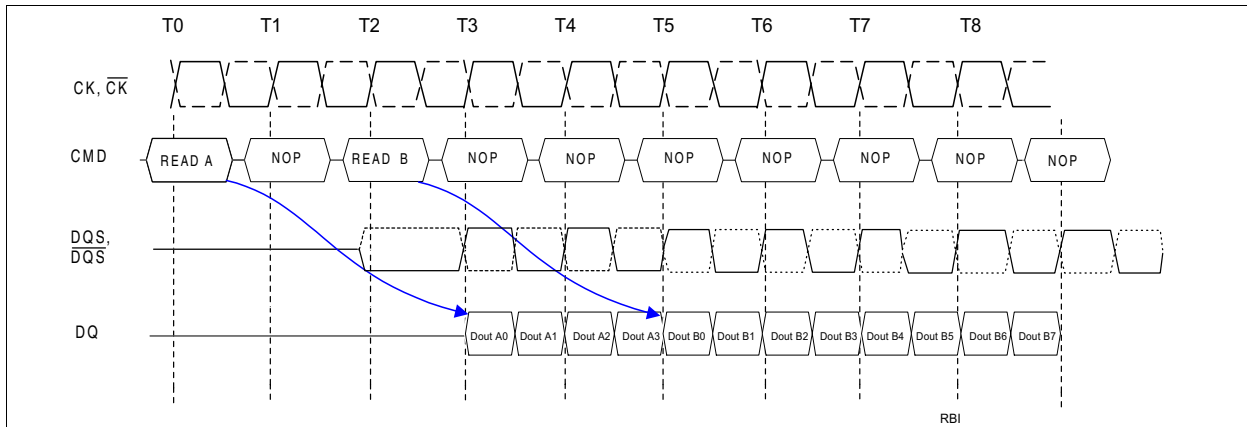 T0 T1 T2 T3 T4 T5 T6 T7 T8
CK, CK
CMD READ A NOP READ B NOP NOP NOP NOP NOP NOP NOP
DQS,
DQS
DQ Dout A0 Dout A1 Dout A2 Dout A3 Dout B0 Dout B1 Dout B2 Dout B3 Dout B4 Dout B5 Dout B6 Dout B7
RBI